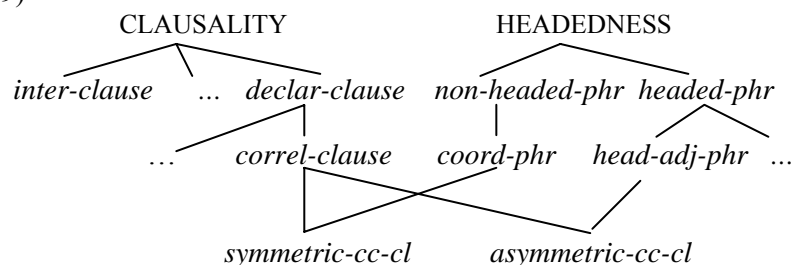 9)
CLAUSALITY HEADEDNESS
inter-clause ... declar-clause non-headed-phr headed-phr
... correl-clause coord-phr head-adj-phr ...
symmetric-cc-cl asymmetric-cc-cl